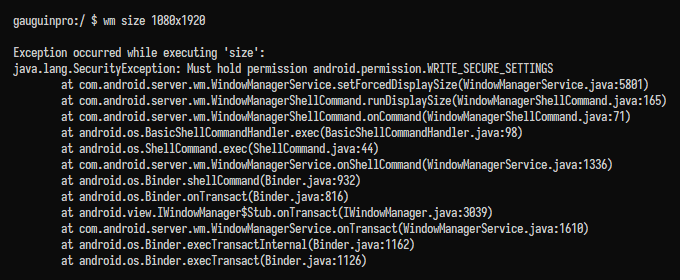 gauguinpro:/ $ wm size 1080x1920
Exception occurred while executing 'size':
java.lang.SecurityException: Must hold permission android.permission.WRITE_SECURE_SETTINGS
at com.android.server.wm.WindowManagerService.setForcedDisplaySize(WindowManagerService.java:5801)
at com.android.server.wm.WindowManagerShellCommand.runDisplaySize(WindowManagerShellCommand.java:165)
at com.android.server.wm.WindowManagerShellCommand.onCommand(WindowManagerShellCommand.java:71)
at android.os.BasicShellCommandHandler.exec(BasicShellCommandHandler.java:98)
at android.os.ShellCommand.exec(ShellCommand.java:44)
at com.android.server.wm.WindowManagerService.onShellCommand(WindowManagerService.java:1336)
at android.os.Binder.shellCommand(Binder.java:932)
at android.os.Binder.onTransact(Binder.java:816)
at android.view.IWindowManager$Stub.onTransact(IWindowManager.java:3039)
at com.android.server.wm.WindowManagerService.onTransact(WindowManagerService.java:1610)
at android.os.Binder.execTransactInternal(Binder.java:1162)
at android.os.Binder.execTransact(Binder.java:1126)